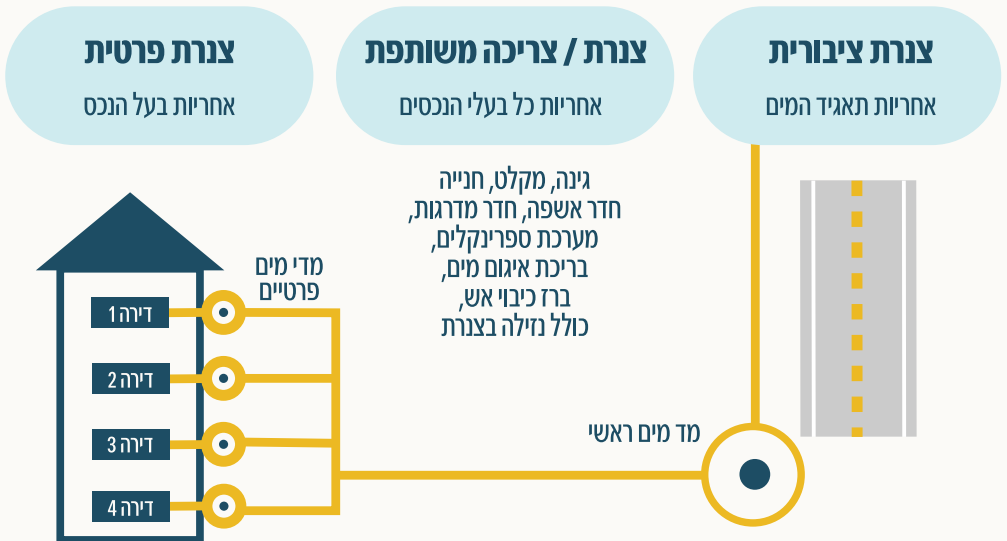 צנרת ציבורית
אחריות תאגיד המים
צנרת / צריכה משותפת
אחריות כל בעלי הנכסים
צנרת פרטית
אחריות בעל הנכס
גינה, מקלט, חנייה
חדר אשפה, חדר מדרגות,
מערכת ספרינקלים,
בריכת איגום מים,
ברז כיבוי אש,
כולל נזילה בצנרת
מד מים ראשי
מדי מים
פרטיים
דירה 1
דירה 2
דירה 3
דירה 4